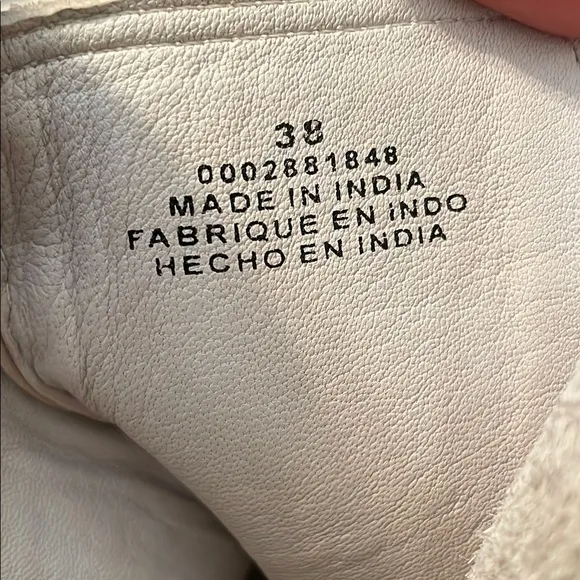 38
0002881848
MADE IN INDIA
FABRIQUE EN INDO
HECHO EN INDIA